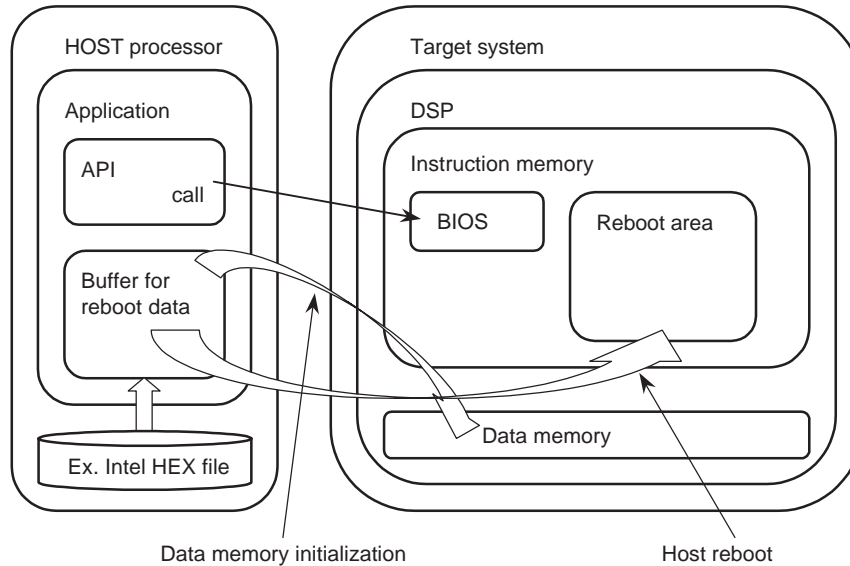 HOST processor
Application
API
call
Buffer for
reboot data
Ex. Intel HEX file
Target system
DSP
Instruction memory
BIOS
Reboot area
Data memory
Data memory initialization
Host reboot